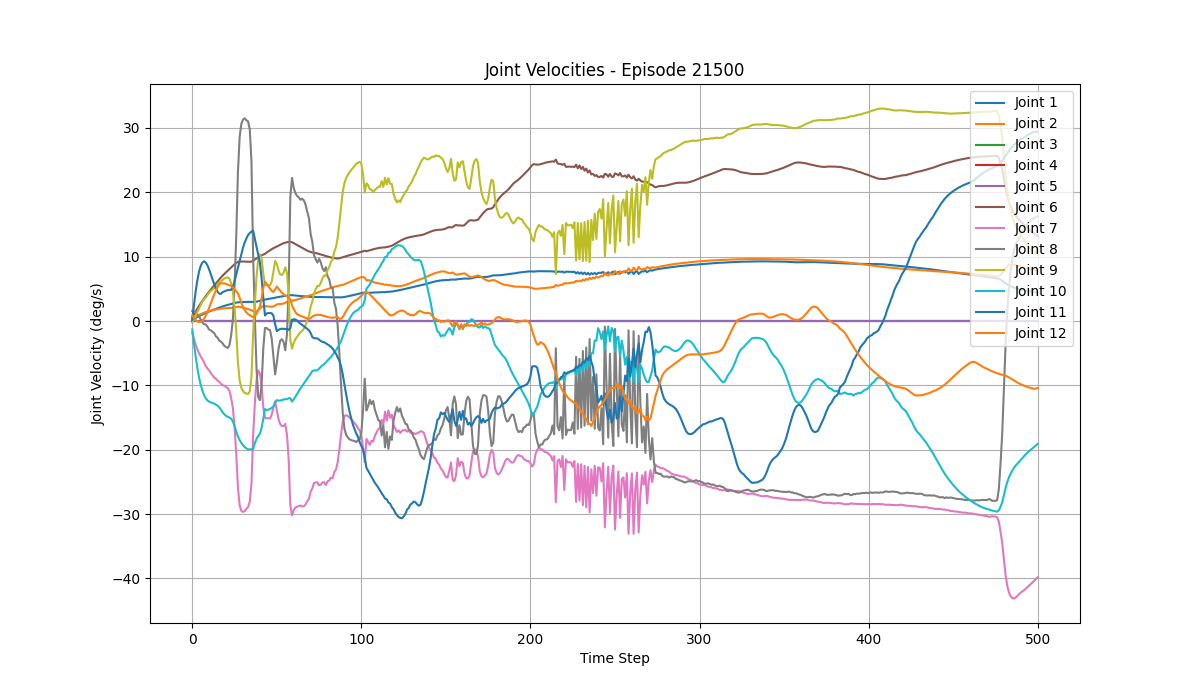 Joint Velocities - Episode 21500
Joint Velocity (deg/s)
30
20
10
0
−10
−20
−30
−40
0
100
200
300
400
500
Time Step
Joint 1
Joint 2
Joint 3
Joint 4
Joint 5
Joint 6
Joint 7
Joint 8
Joint 9
Joint 10
Joint 11
Joint 12